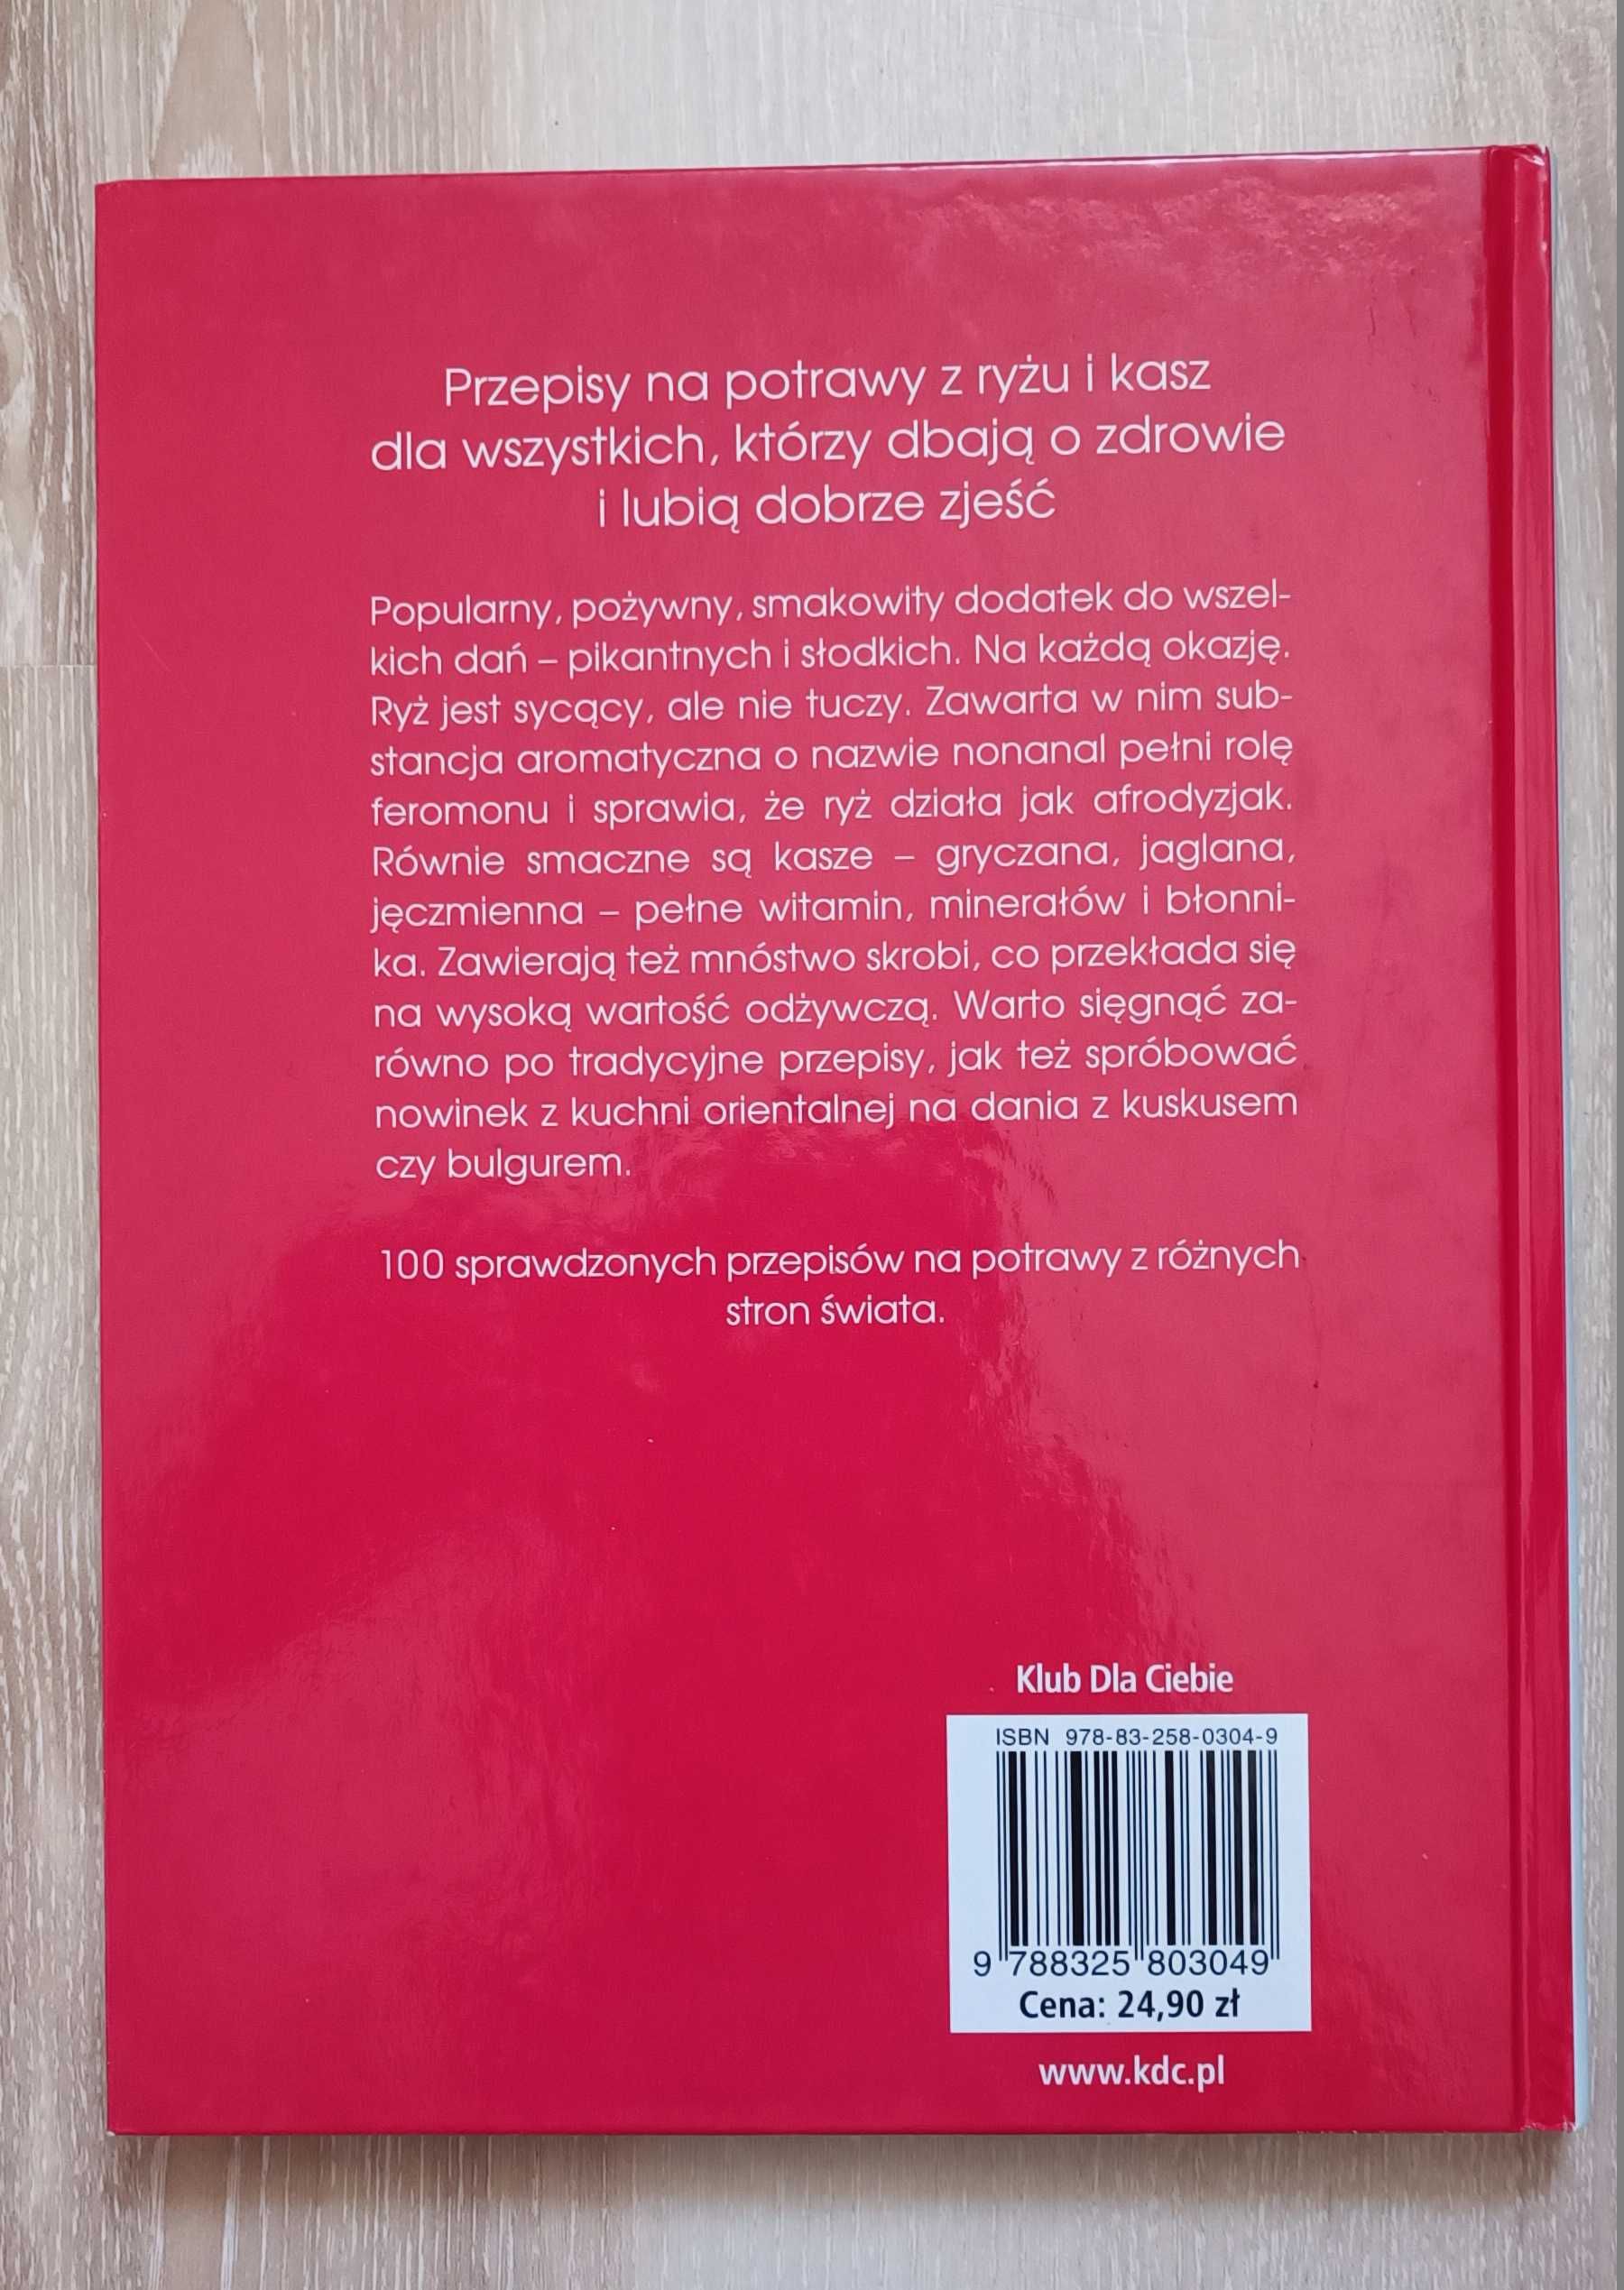 Przepisy na potrawy z ryżu i kasz
dla wszystkich, którzy dbają o zdrowie
i lubią dobrze zjeść
Popularny, pożywny, smakowity dodatek do wszel-
kich dań – pikantnych i słodkich. Na każdą okazję.
Ryż jest sycący, ale nie tuczy. Zawarta w nim sub-
stancja aromatyczna o nazwie nonanal pełni rolę
feromonu i sprawia, że ryż działa jak afrodyzjak.
Równie smaczne są kasze – gryczana, jaglana,
jęczmienna – pełne witamin, minerałów i błonni-
ka. Zawierają też mnóstwo skrobi, co przekłada się
na wysoką wartość odżywczą. Warto sięgnąć za-
równo po tradycyjne przepisy, jak też spróbować
nowinek z kuchni orientalnej na dania z kuskusem
czy bulgurem.
100 sprawdzonych przepisów na potrawy z różnych
stron świata.
Klub Dla Ciebie
ISBN 978-83-258-0304-9
9 788325 803049
Cena: 24,90 zł
www.kdc.pl